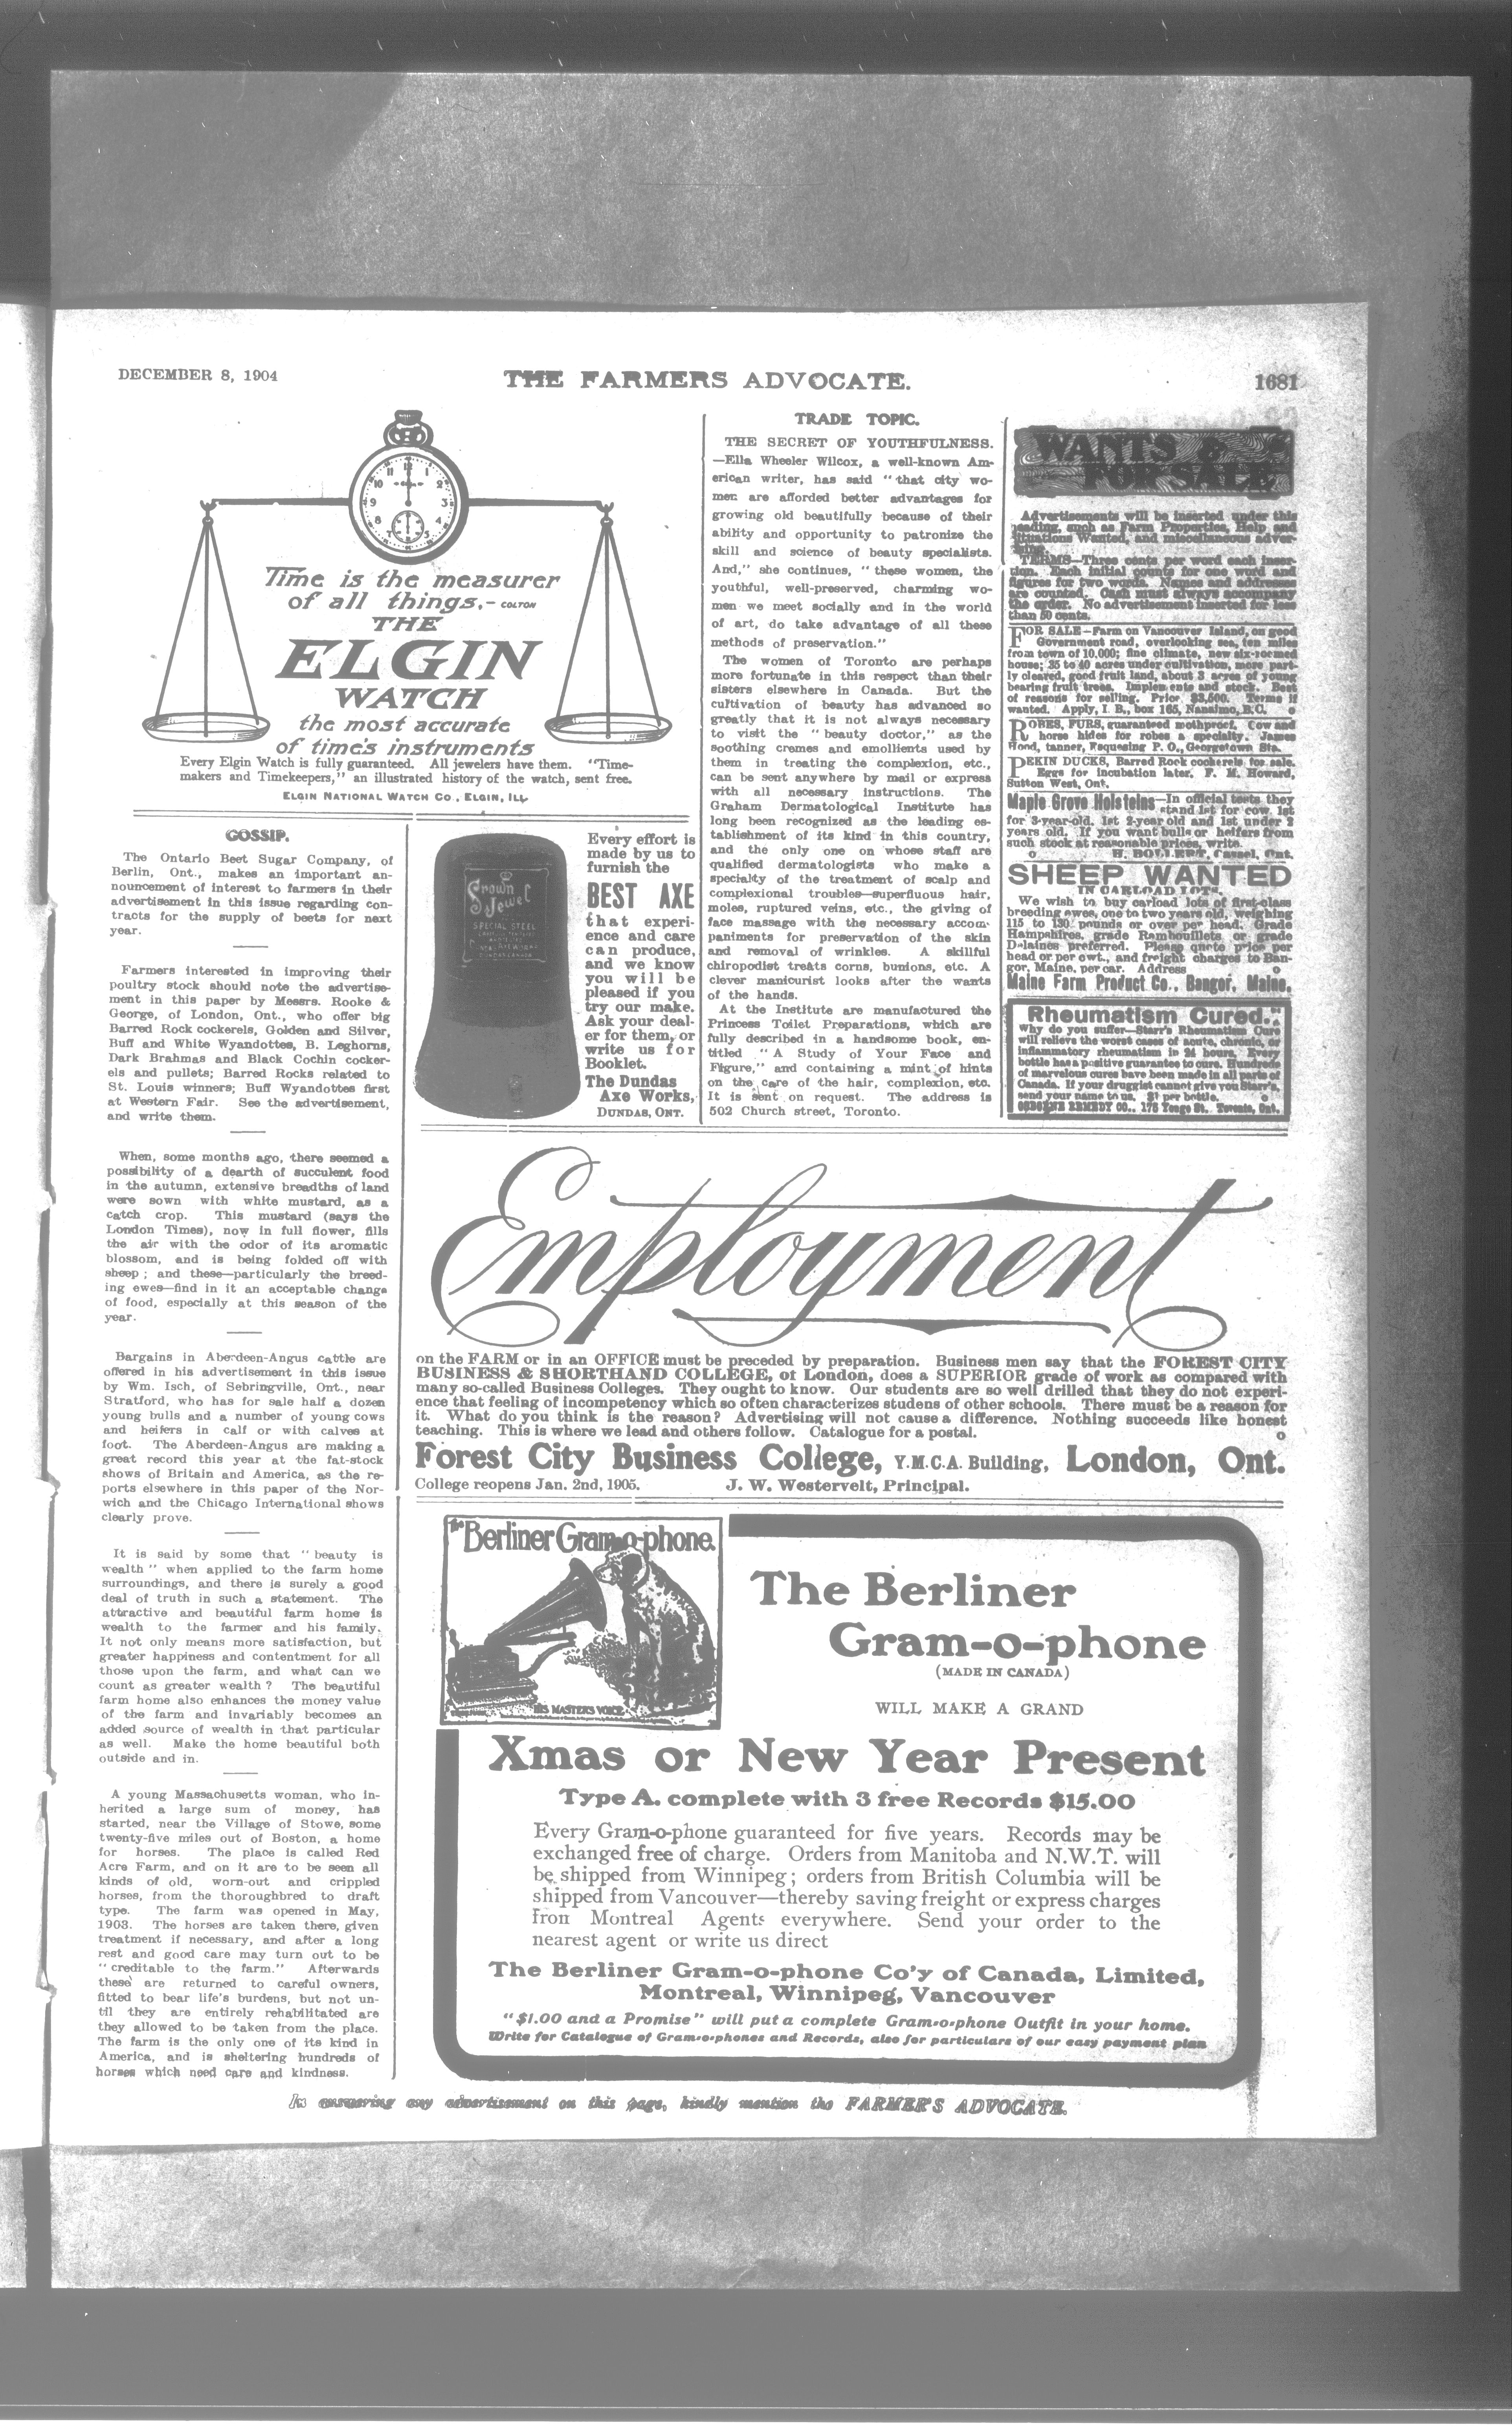 DECEMBER 8, 1904
THE FARMERS ADVOCATE.
1681
Time is the measurer
of all things.- COLTON
THE
ELGIN
WATCH
the most accurate
of time's instruments
Every Elgin Watch is fully guaranteed. All jewelers have them. "Time-
makers and Timekeepers," an illustrated history of the watch, sent free.
ELGIN NATIONAL WATCH CO., ELGIN, ILL.
GOSSIP.
The Ontario Beet Sugar Company, of
Berlin, Ont., makes an important an-
nouncement of interest to farmers in their
advertisement in this issue regarding con-
tracts for the supply of beets for next
year.
Farmers interested in improving their
poultry stock should note the advertise-
ment in this paper by Messrs. Rooke &
George, of London, Ont., who offer big
Barred Rock cockerels, Golden and Silver,
Buff and White Wyandottes, B. Leghorns,
Dark Brahmas and Black Cochin cocker-
els and pullets; Barred Rocks related to
St. Louis winners; Buff Wyandottes first
at Western Fair. See the advertisement,
and write them.
When, some months ago, there seemed a
possibility of a dearth of succulent food
in the autumn, extensive breadths of land
were sown with white mustard, as a
catch crop. This mustard (says the
London Times), now in full flower, fills
the air with the odor of its aromatic
blossom, and is being folded off with
sheep ; and these—particularly the breed-
ing ewes—find in it an acceptable change
of food, especially at this season of the
year.
Bargains in Aberdeen-Angus cattle are
offered in his advertisement in this issue
by Wm. Isch, of Sebringville, Ont., near
Stratford, who has for sale half a dozen
young bulls and a number of young cows
and heifers in calf or with calves at
foot. The Aberdeen-Angus are making a
great record this year at the fat-stock
shows of Britain and America, as the re-
ports elsewhere in this paper of the Nor-
wich and the Chicago International shows
clearly prove.
It is said by some that "beauty is
wealth" when applied to the farm home
surroundings, and there is surely a good
deal of truth in such a statement. The
attractive and beautiful farm home is
wealth to the farmer and his family.
It not only means more satisfaction, but
greater happiness and contentment for all
those upon the farm, and what can we
count as greater wealth ? The beautiful
farm home also enhances the money value
of the farm and invariably becomes an
added source of wealth in that particular
as well. Make the home beautiful both
outside and in.
A young Massachusetts woman, who in-
herited a large sum of money, has
started, near the Village of Stowe, some
twenty-five miles out of Boston, a home
for horses. The place is called Red
Acre Farm, and on it are to be seen all
kinds of old, worn-out and crippled
horses, from the thoroughbred to draft
type. The farm was opened in May,
1903. The horses are taken there, given
treatment if necessary, and after a long
rest and good care may turn out to be
"creditable to the farm." Afterwards
these are returned to careful owners,
fitted to bear life's burdens, but not un-
til they are entirely rehabilitated are
they allowed to be taken from the place.
The farm is the only one of its kind in
America, and is sheltering hundreds of
horses which need care and kindness.
Crown
Jewel
SPECIAL STEEL
Every effort is
made by us to
furnish the
BEST AXE
that experi-
ence and care
can produce,
and we know
you will be
pleased if you
try our make.
Ask your deal-
er for them, or
write us for
Booklet.
The Dundas
Axe Works,
DUNDAS, ONT.
TRADE TOPIC.
THE SECRET OF YOUTHFULNESS.
—Ella Wheeler Wilcox, a well-known Am-
erican writer, has said "that city wo-
men are afforded better advantages for
growing old beautifully because of their
ability and opportunity to patronize the
skill and science of beauty specialists.
And," she continues, "these women, the
youthful, well-preserved, charming wo-
men we meet socially and in the world
of art, do take advantage of all these
methods of preservation."
The women of Toronto are perhaps
more fortunate in this respect than their
sisters elsewhere in Canada. But the
cultivation of beauty has advanced so
greatly that it is not always necessary
to visit the "beauty doctor," as the
soothing cremes and emollients used by
them in treating the complexion, etc.,
can be sent anywhere by mail or express
with all necessary instructions. The
Graham Dermatological Institute has
long been recognized as the leading es-
tablishment of its kind in this country,
and the only one on whose staff are
qualified dermatologists who make a
specialty of the treatment of scalp and
complexional troubles—superfluous hair,
moles, ruptured veins, etc., the giving of
face massage with the necessary accom-
paniments for preservation of the skin
and removal of wrinkles. A skillful
chiropodist treats corns, bunions, etc. A
clever manicurist looks after the wants
of the hands.
At the Institute are manufactured the
Princess Toilet Preparations, which are
fully described in a handsome book, en-
titled "A Study of Your Face and
Figure," and containing a mint of hints
on the care of the hair, complexion, etc.
It is sent on request. The address is
502 Church street, Toronto.
WANTS &
FOR SALE
Advertisements will be inserted under this
heading, such as Farm Properties, Help and
Situations Wanted, and miscellaneous adver-
tising.
TERMS—Three cents per word each inser-
tion. Each initial counts for one word and
figures for two words. Names and addresses
are counted. Cash must always accompany
the order. No advertisement inserted for less
than 50 cents.
FOR SALE—Farm on Vancouver Island, on good
Government road, overlooking sea, ten miles
from town of 10,000; fine climate, new six-roomed
house; 35 to 40 acres under cultivation, more part-
ly cleared, good fruit land, about 3 acres of young
bearing fruit trees. Implements and stock. Best
of reasons for selling. Price $3,500. Terms if
wanted. Apply, I. B., box 165, Nanaimo, B.C. o
ROBES, FURS, guaranteed mothproof. Cow and
horse hides for robes a specialty. James
Hood, tanner, Esquesing P. O., Georgetown Sta.
PEKIN DUCKS, Barred Rock cockerels for sale.
Eggs for incubation later. F. M. Howard,
Sutton West, Ont.
Maple Grove Holsteins—In official tests they
stand 1st for cow, 1st
for 3-year-old, 1st 2-year old and 1st under 2
years old. If you want bulls or heifers from
such stock at reasonable prices, write.
o H. BOLLERT, Cassel, Ont.
SHEEP WANTED
IN CARLOAD LOTS.
We wish to buy carload lots of first-class
breeding ewes, one to two years old, weighing
115 to 130 pounds or over per head. Grade
Hampshires, grade Rambouillets or grade
Delaines preferred. Please quote price per
head or per cwt., and freight charges to Ban-
gor, Maine, per car. Address o
Maine Farm Product Co., Bangor, Maine.
Rheumatism Cured.
Why do you suffer—Starr's Rheumatism Cure
will relieve the worst cases of acute, chronic, or
inflammatory rheumatism in 24 hours. Every
bottle has a positive guarantee to cure. Hundreds
of marvelous cures have been made in all parts of
Canada. If your druggist cannot give you Starr's,
send your name to us. $1 per bottle. o
OSBORNE REMEDY CO., 175 Yonge St. Toronto, Ont.
Employment
on the FARM or in an OFFICE must be preceded by preparation. Business men say that the FOREST CITY
BUSINESS & SHORTHAND COLLEGE, of London, does a SUPERIOR grade of work as compared with
many so-called Business Colleges. They ought to know. Our students are so well drilled that they do not experi-
ence that feeling of incompetency which so often characterizes studens of other schools. There must be a reason for
it. What do you think is the reason? Advertising will not cause a difference. Nothing succeeds like honest
teaching. This is where we lead and others follow. Catalogue for a postal. o
Forest City Business College, Y.M.C.A. Building, London, Ont.
College reopens Jan. 2nd, 1905. J. W. Westervelt, Principal.
The Berliner Gram-o-phone.
HIS MASTER'S VOICE
The Berliner
Gram-o-phone
(MADE IN CANADA)
WILL MAKE A GRAND
Xmas or New Year Present
Type A. complete with 3 free Records $15.00
Every Gram-o-phone guaranteed for five years. Records may be
exchanged free of charge. Orders from Manitoba and N.W.T. will
be shipped from Winnipeg ; orders from British Columbia will be
shipped from Vancouver—thereby saving freight or express charges
from Montreal Agents everywhere. Send your order to the
nearest agent or write us direct
The Berliner Gram-o-phone Co'y of Canada, Limited,
Montreal, Winnipeg, Vancouver
"$1.00 and a Promise" will put a complete Gram-o-phone Outfit in your home.
Write for Catalogue of Gram-o-phones and Records, also for particulars of our easy payment plan
In answering any advertisement on this page, kindly mention the FARMER'S ADVOCATE.